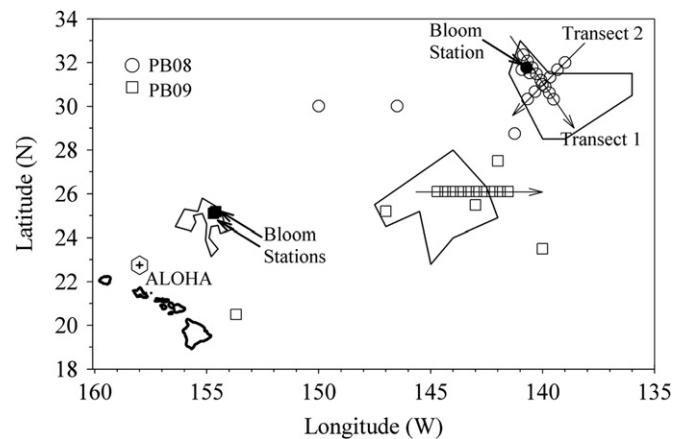 34
32
30
28
26
24
22
20
18
Latitude (N)
PB08
PB09
Bloom
Station
Transect 2
Transect 1
Bloom
Stations
ALOHA
160
155
150
145
140
135
Longitude (W)